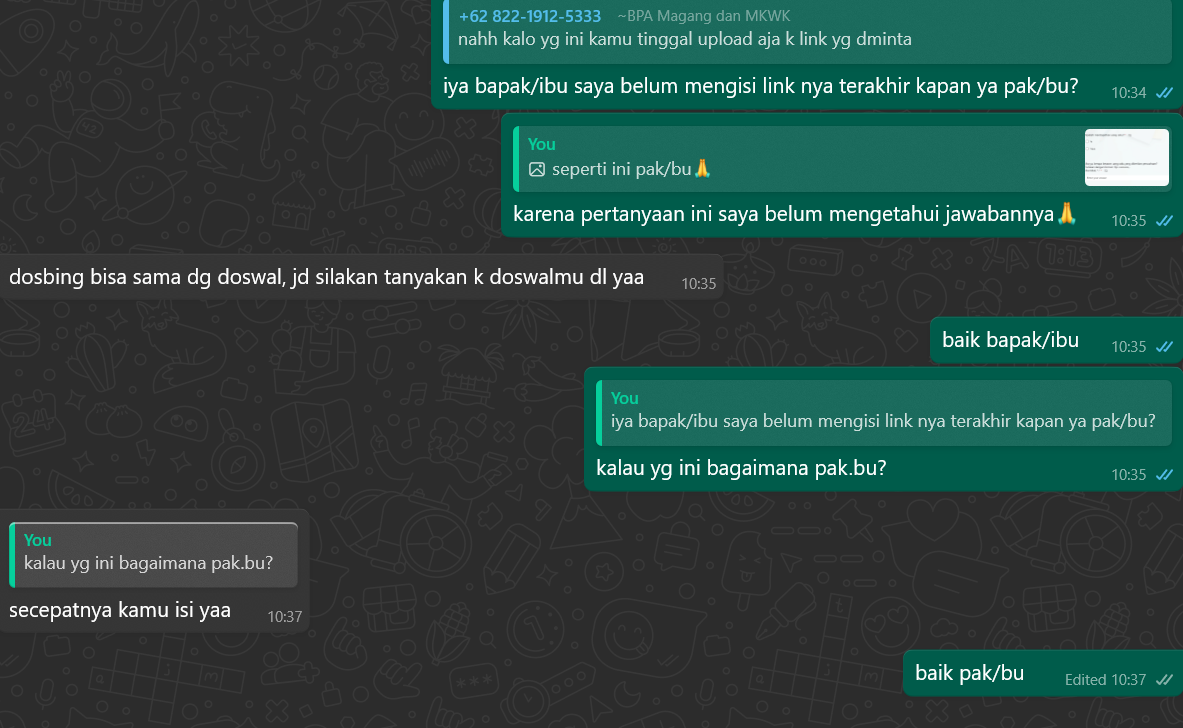 +62 822-1912-5333 ~BPA Magang dan MKWK
nahh kalo yg ini kamu tinggal upload aja k link yg dminta
iya bapak/ibu saya belum mengisi link nya terakhir kapan ya pak/bu? 10:34
You
seperti ini pak/bu🙏
karena pertanyaan ini saya belum mengetahui jawabannya🙏 10:35
dosbing bisa sama dg doswal, jd silakan tanyakan k doswalmu dl yaa 10:35
baik bapak/ibu 10:35
You
iya bapak/ibu saya belum mengisi link nya terakhir kapan ya pak/bu?
kalau yg ini bagaimana pak.bu? 10:35
You
kalau yg ini bagaimana pak.bu?
secepatnya kamu isi yaa 10:37
baik pak/bu Edited 10:37